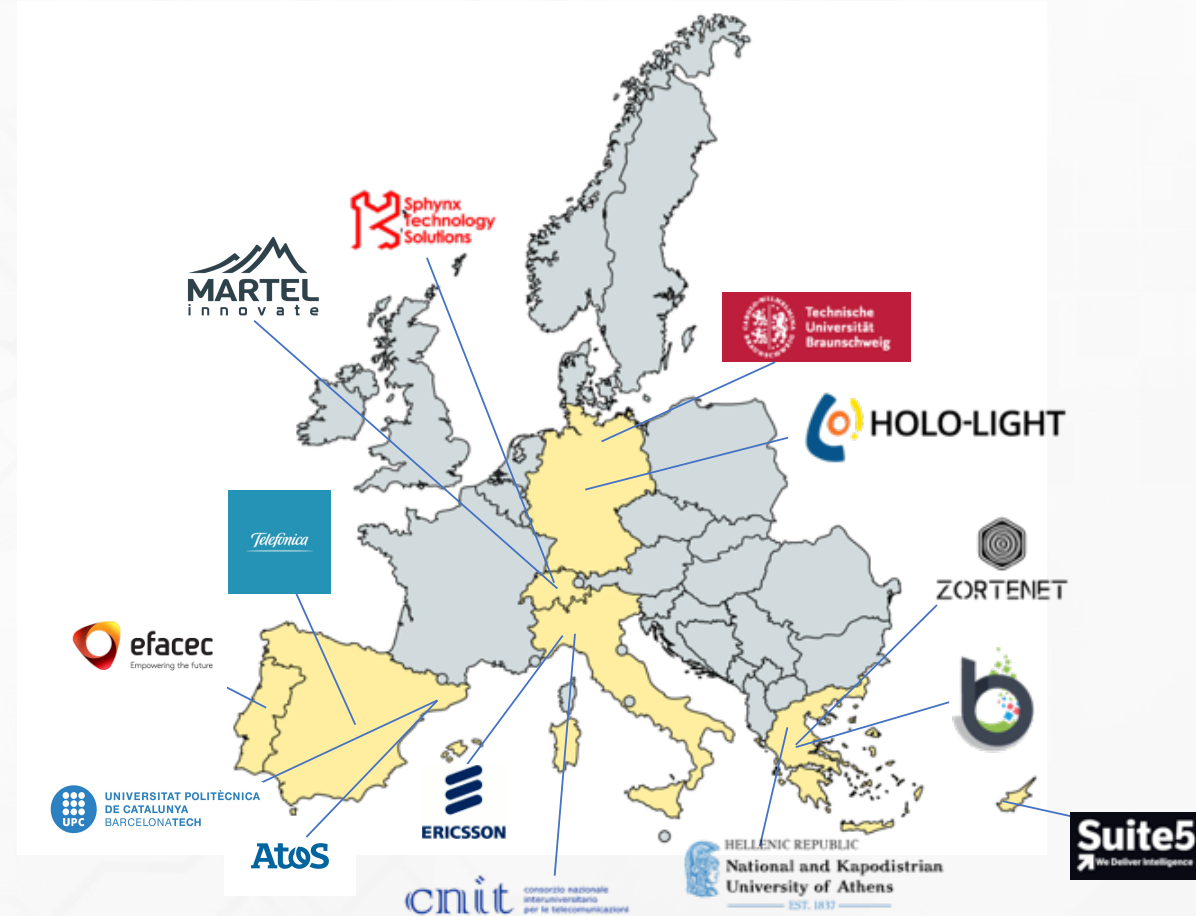 Sphynx
Technology
Solutions
MARTEL
innovate
Technische
Universität
Braunschweig
HOLO-LIGHT
Telefónica
ZORTENET
efacec
Empowering the future
b
UPC
UNIVERSITAT POLITÈCNICA
DE CATALUNYA
BARCELONATECH
ERICSSON
Atos
Suite5
We Deliver Intelligence
HELLENIC REPUBLIC
National and Kapodistrian
University of Athens
EST. 1837
cnit
consorzio nazionale
interuniversitario
per le telecomunicazioni